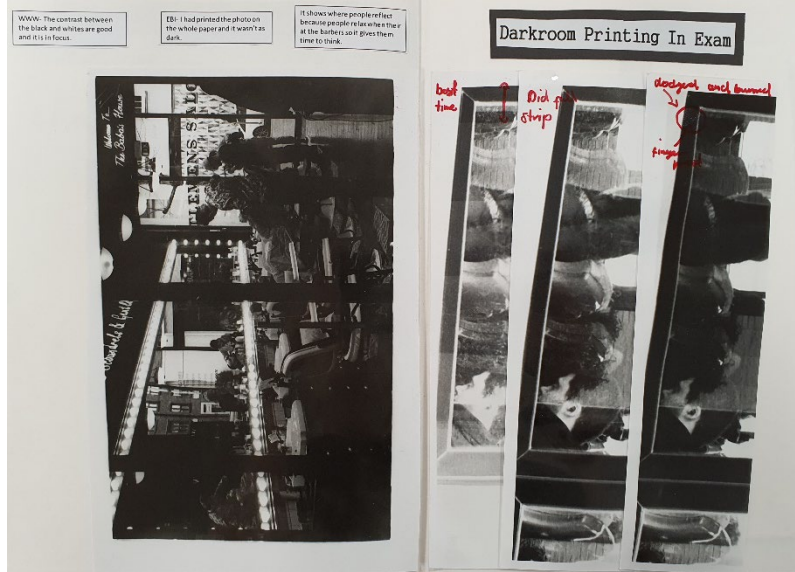 WWW- The contrast between
the black and whites are good
and it is in focus.
EBI- I had printed the photo on
the whole paper and it wasn't as
dark.
It shows where people reflect
because people relax when their
at the barbers so it gives them
time to think.
Darkroom Printing In Exam
best
time
Did
strip
dodged and burned
Welcome To
The Barber House
CLEMENS
Scoundrels &